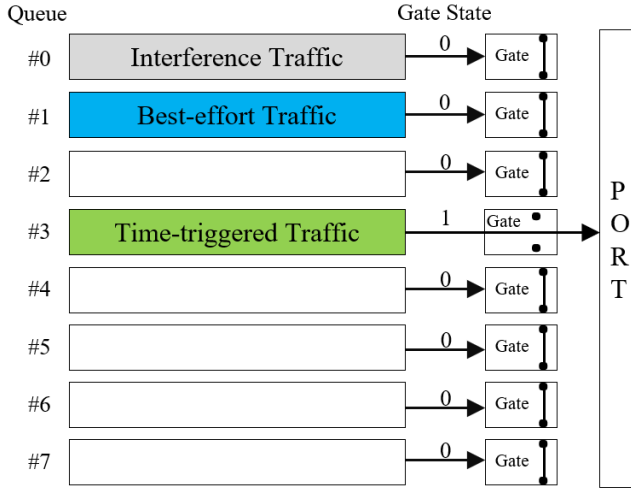 Queue Gate State
#0 Interference Traffic 0 Gate
#1 Best-effort Traffic 0 Gate
#2 0 Gate
#3 Time-triggered Traffic 1 Gate
#4 0 Gate
#5 0 Gate
#6 0 Gate
#7 0 Gate
P
O
R
T